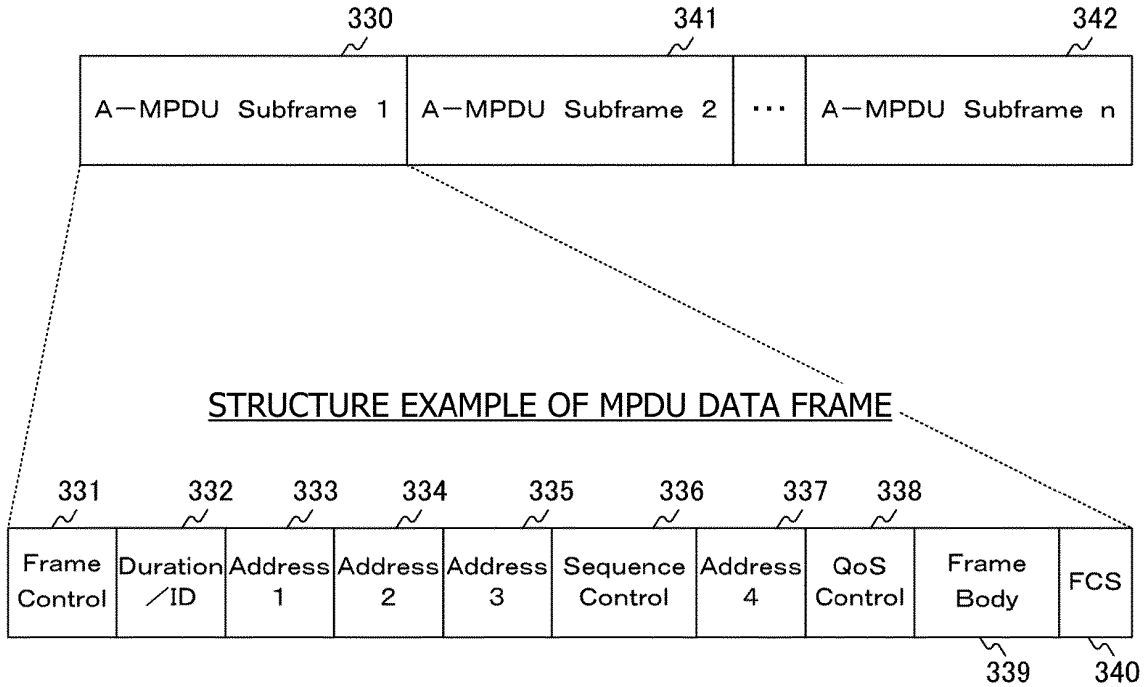 330 341 342
A-MPDU Subframe 1 A-MPDU Subframe 2 ... A-MPDU Subframe n
STRUCTURE EXAMPLE OF MPDU DATA FRAME
331 332 333 334 335 336 337 338
Frame Duration Address Address Address Sequence Address QoS Frame FCS
Control /ID 1 2 3 Control 4 Control Body
339 340